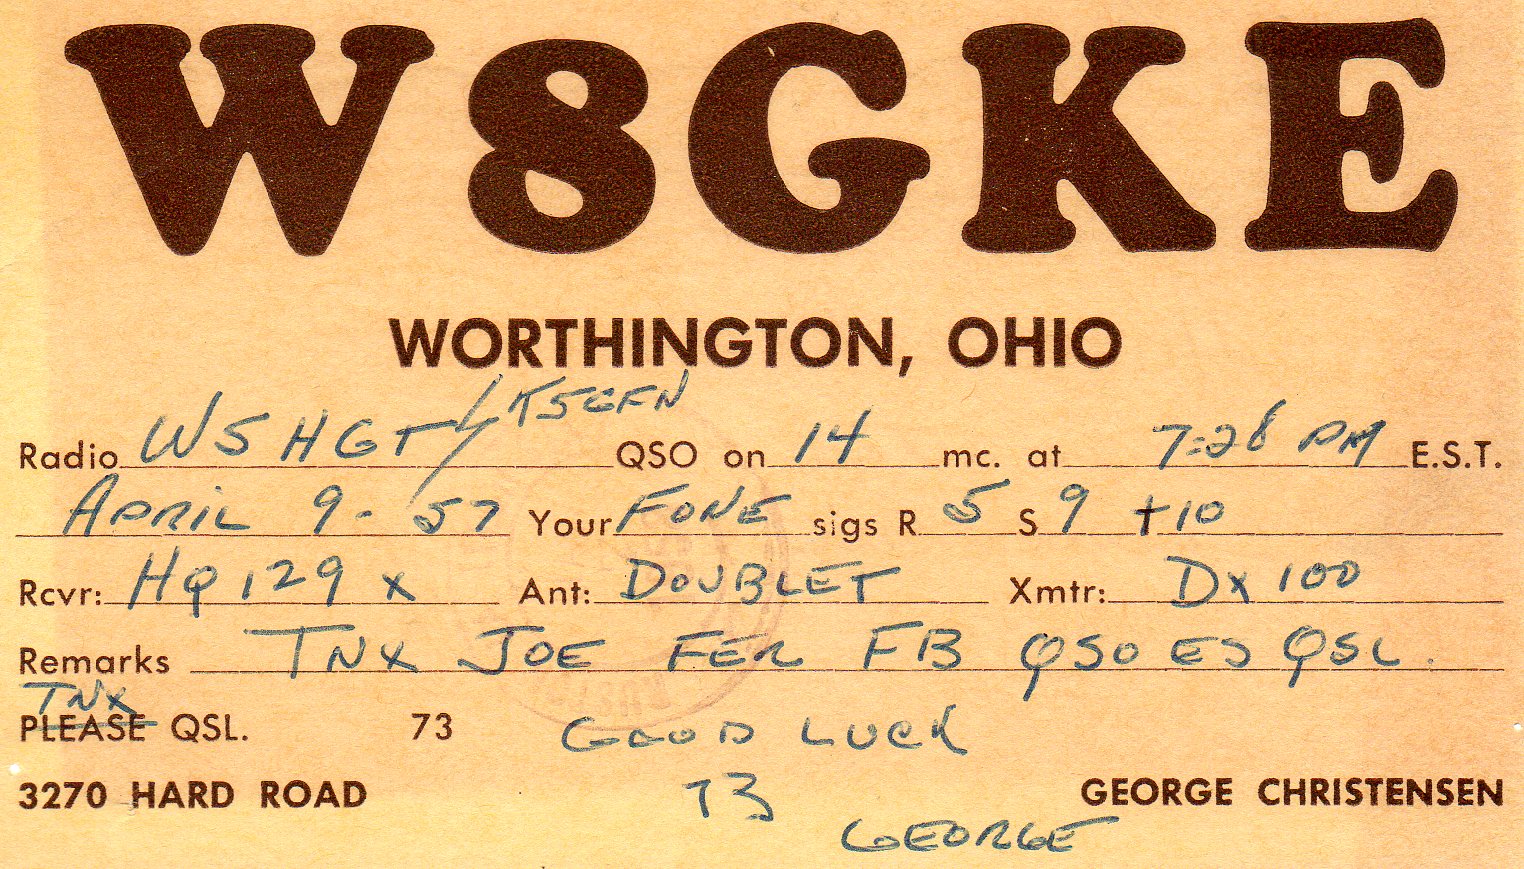 W8GKE
WORTHINGTON, OHIO
Radio W5HGT/K5GFN QSO on 14 mc. at 7:28 PM E.S.T.
APRIL 9-57 Your FONE sigs R 5 S 9 +10
Rcvr: HQ 129 X Ant: DOUBLET Xmtr: DX 100
Remarks TNX JOE FER FB QSO ES QSL.
TNX
PLEASE QSL. 73 GOOD LUCK
3270 HARD ROAD 73 GEORGE CHRISTENSEN
GEORGE